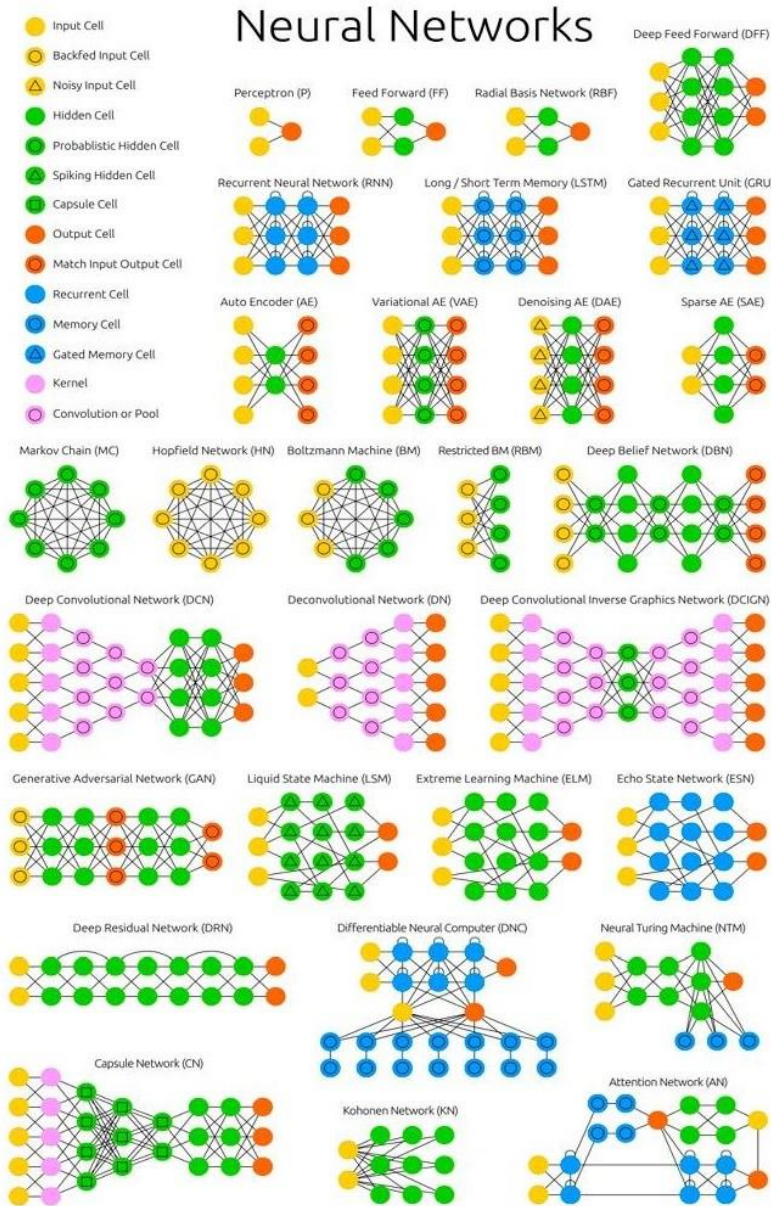 Neural Networks
Input Cell
Backfed Input Cell
Noisy Input Cell
Hidden Cell
Probablistic Hidden Cell
Spiking Hidden Cell
Capsule Cell
Output Cell
Match Input Output Cell
Recurrent Cell
Memory Cell
Gated Memory Cell
Kernel
Convolution or Pool
Deep Feed Forward (DFF)
Perceptron (P)
Feed Forward (FF)
Radial Basis Network (RBF)
Recurrent Neural Network (RNN)
Long / Short Term Memory (LSTM)
Gated Recurrent Unit (GRU)
Auto Encoder (AE)
Variational AE (VAE)
Denoising AE (DAE)
Sparse AE (SAE)
Markov Chain (MC)
Hopfield Network (HN)
Boltzmann Machine (BM)
Restricted BM (RBM)
Deep Belief Network (DBN)
Deep Convolutional Network (DCN)
Deconvolutional Network (DN)
Deep Convolutional Inverse Graphics Network (DCIGN)
Generative Adversarial Network (GAN)
Liquid State Machine (LSM)
Extreme Learning Machine (ELM)
Echo State Network (ESN)
Deep Residual Network (DRN)
Differentiable Neural Computer (DNC)
Neural Turing Machine (NTM)
Capsule Network (CN)
Kohonen Network (KN)
Attention Network (AN)